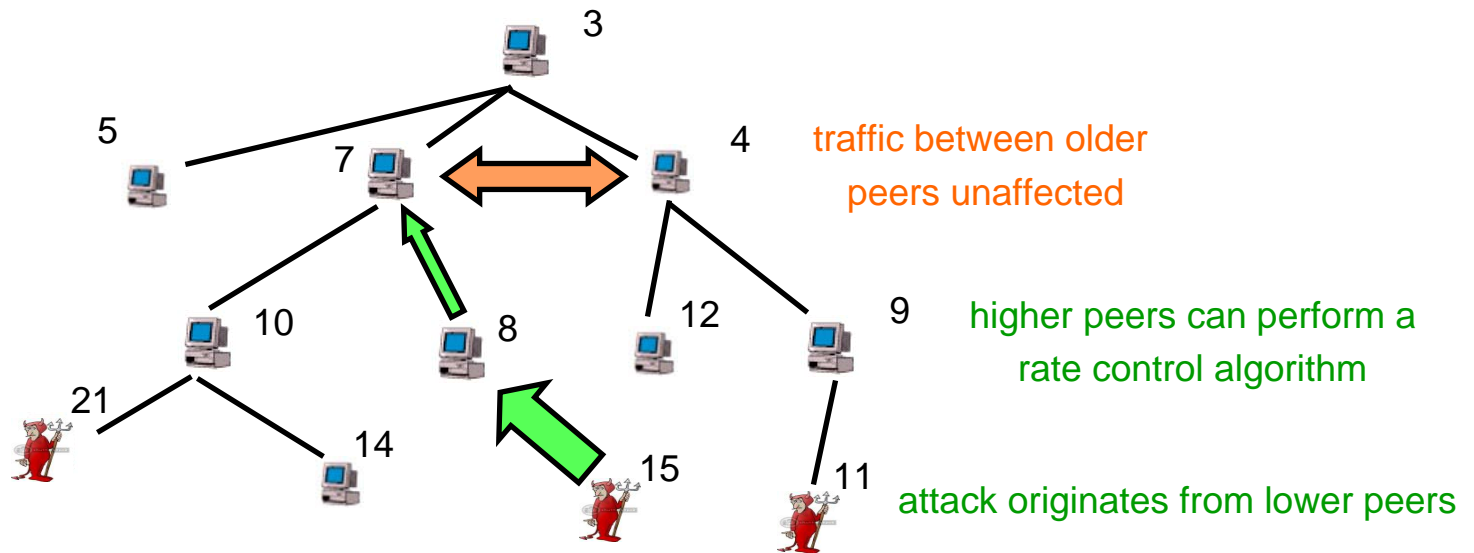 3
5
7
4
traffic between older
peers unaffected
10
8
12
9
higher peers can perform a
rate control algorithm
21
14
15
11
attack originates from lower peers